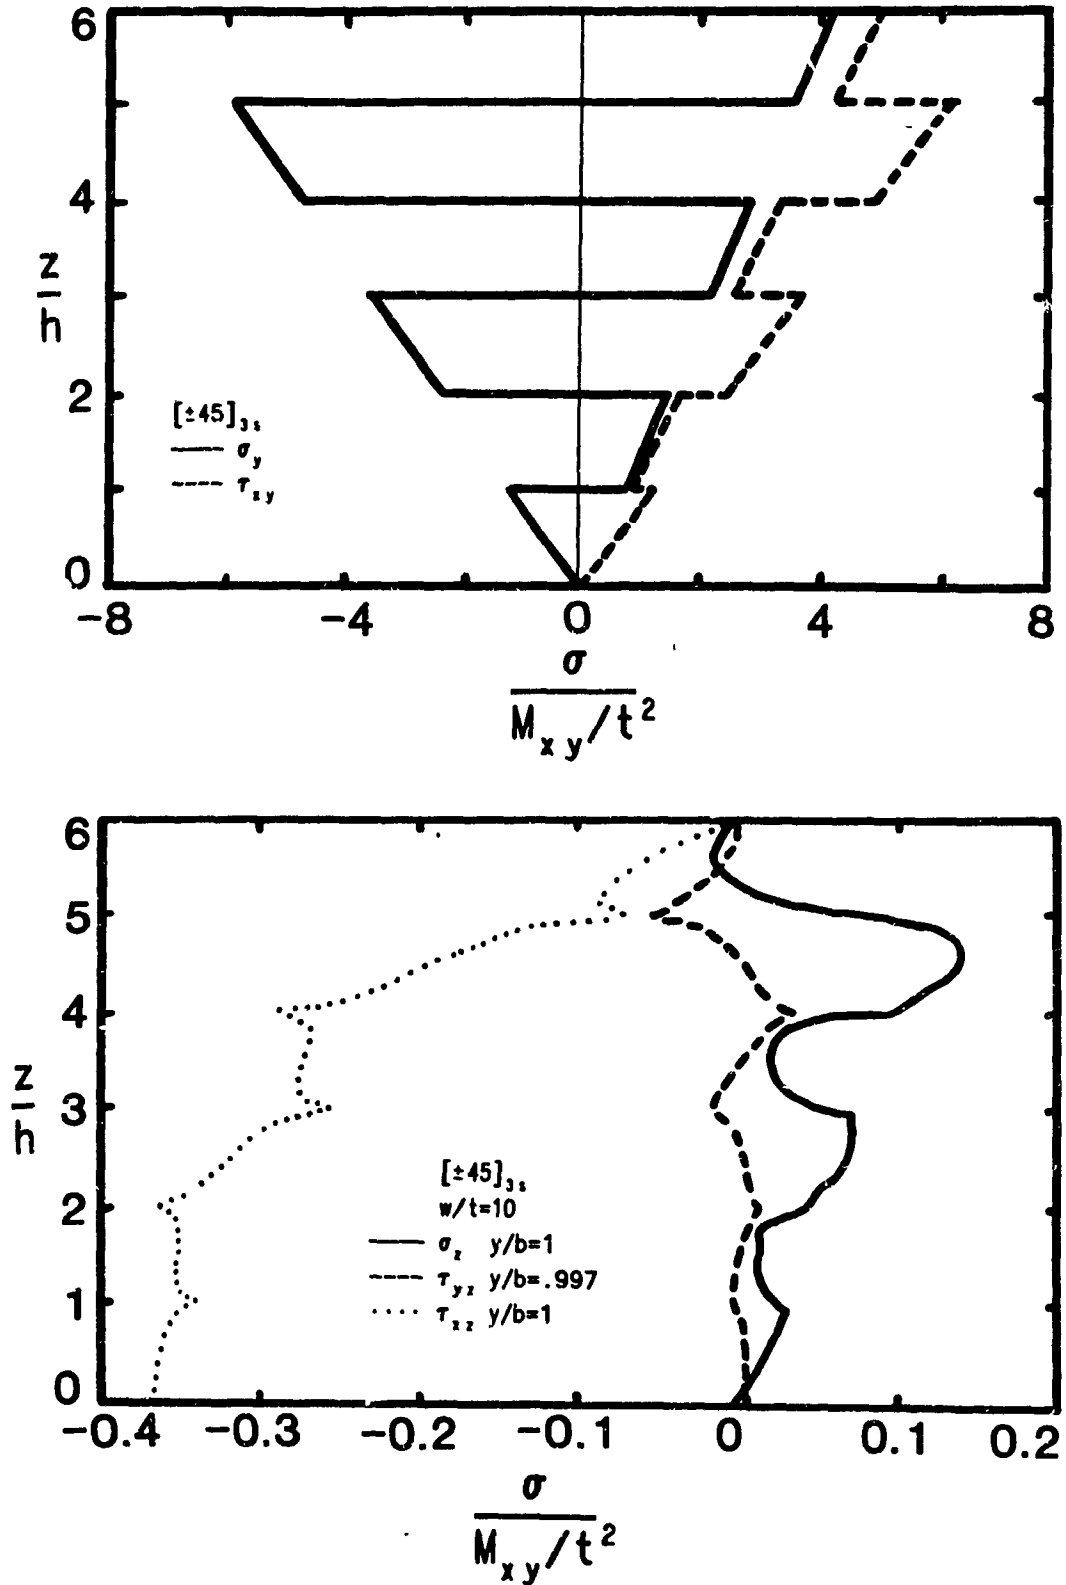 6
4
2
0
z
h
[±45]3s
σy
τxy
-8 -4 0 4 8
σ
Mxy/t2
6
5
4
3
2
1
0
z
h
[±45]3s
w/t=10
σz y/b=1
τyz y/b=.997
τxz y/b=1
-0.4 -0.3 -0.2 -0.1 0 0.1 0.2
σ
Mxy/t2